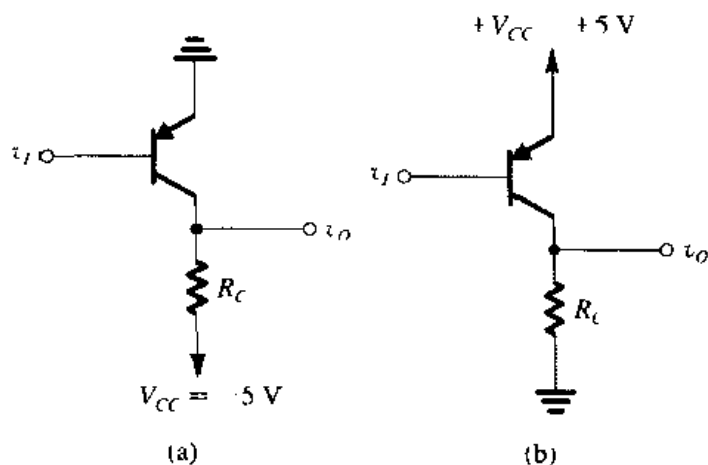 + V_CC + 5 V
v_I
v_O
R_C
V_CC = -5 V
(a)
v_I
v_O
R_C
(b)